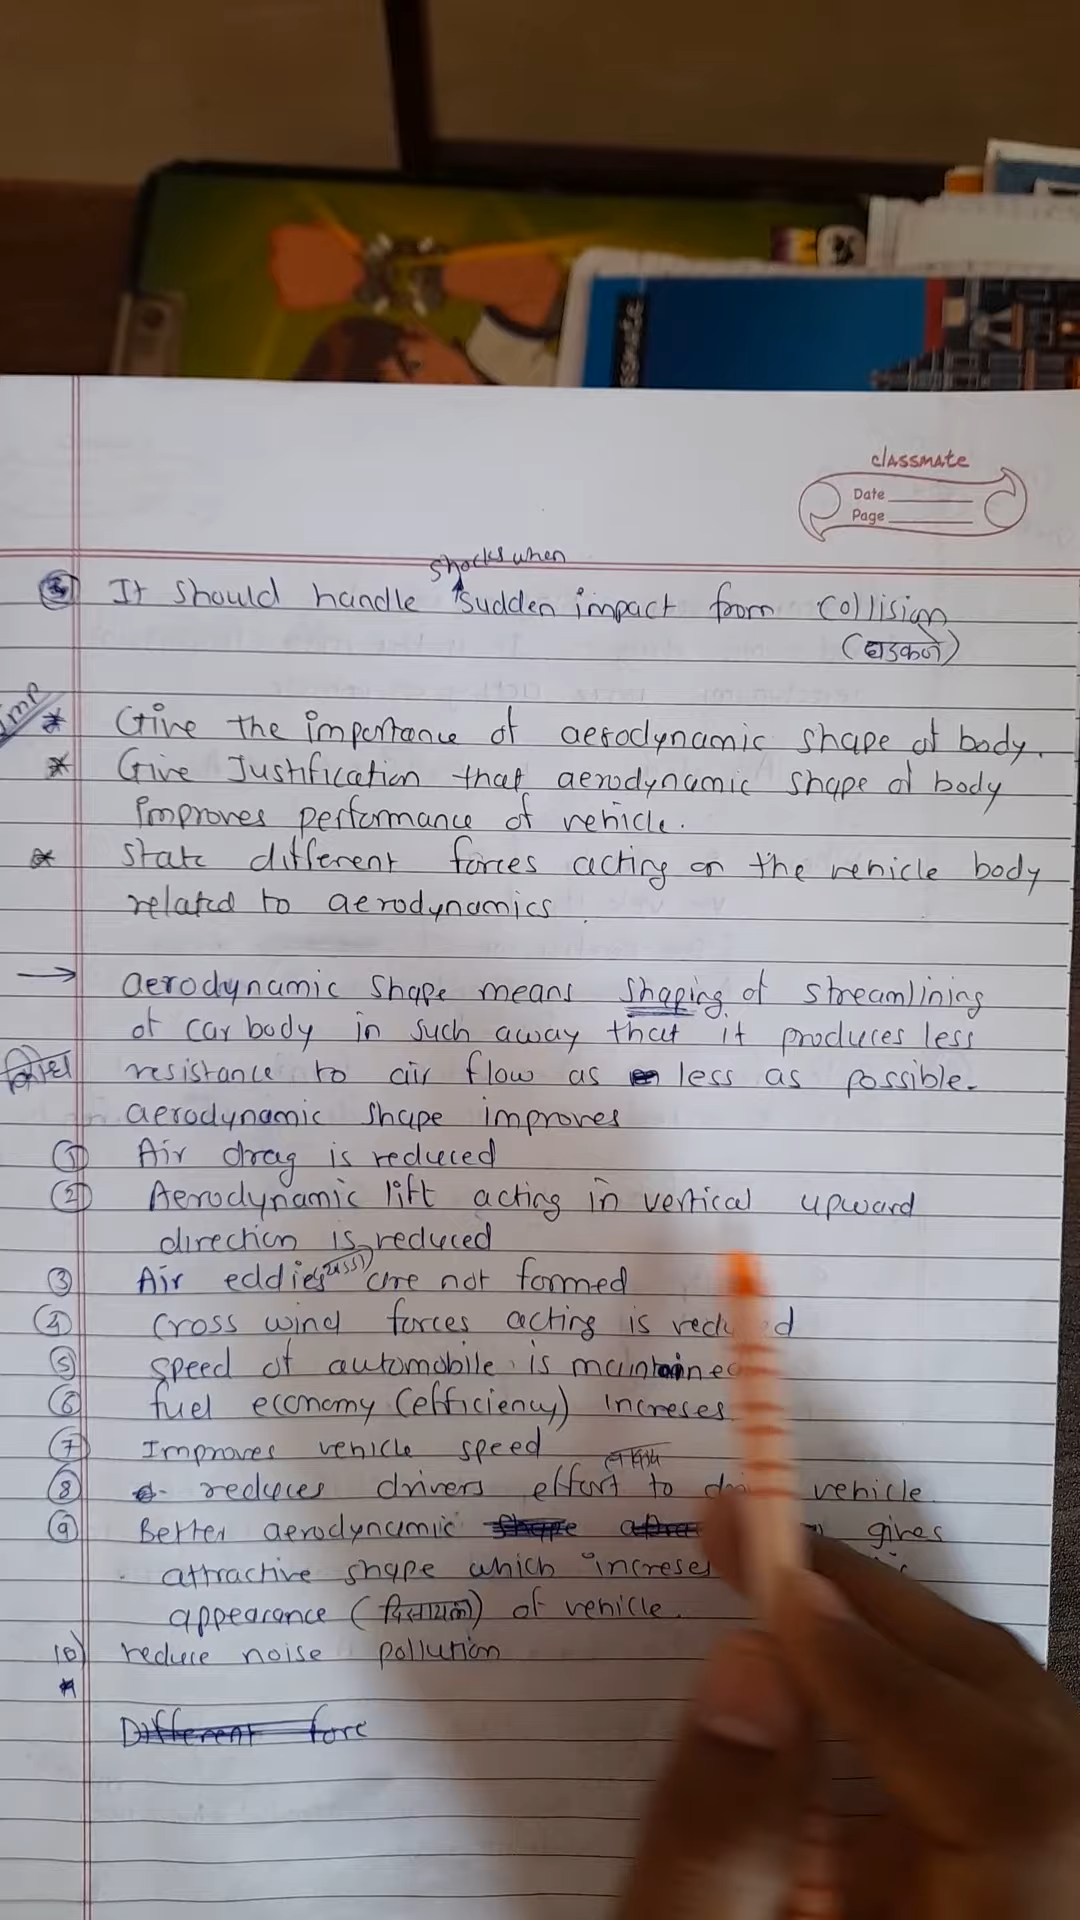 classmate
Date
Page
shocks when
③ It should handle sudden impact from collision
(धडकने)
Imp
* Give the importance of aerodynamic shape of body.
* Give Justification that aerodynamic shape of body
improves performance of vehicle.
* State different forces acting on the vehicle body
related to aerodynamics
→ aerodynamic shape means shaping of streamlining
of car body in such away that it produces less
resistance to air flow as less as possible.
aerodynamic shape improves
① Air drag is reduced
② Aerodynamic lift acting in vertical upward
direction is reduced
③ Air eddies are not formed
④ Cross wind forces acting is reduced
⑤ speed of automobile is maintained
⑥ fuel economy (efficiency) increses
⑦ Improves vehicle speed
⑧ reduces drivers effort to vehicle
⑨ Better aerodynamic gives
attractive shape which increses
appearance of vehicle.
10) reduce noise pollution
*
Different forc